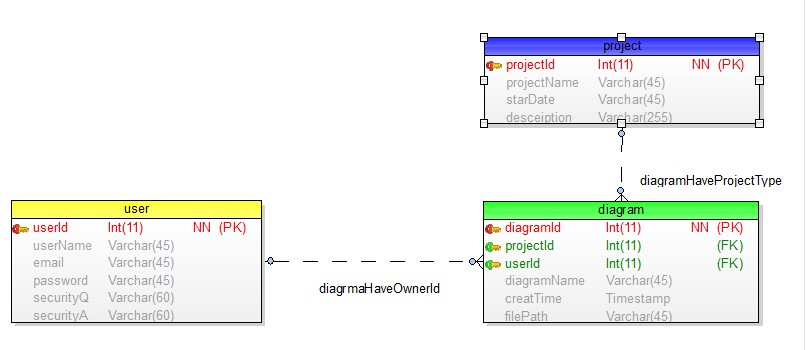 project
projectId Int(11) NN (PK)
projectName Varchar(45)
starDate Varchar(45)
desceiption Varchar(255)
diagramHaveProjectType
user
userId Int(11) NN (PK)
userName Varchar(45)
email Varchar(45)
password Varchar(45)
securityQ Varchar(60)
securityA Varchar(60)
diagrmaHaveOwnerId
diagram
diagramId Int(11) NN (PK)
projectId Int(11) (FK)
userId Int(11) (FK)
diagramName Varchar(45)
creatTime Timestamp
filePath Varchar(45)